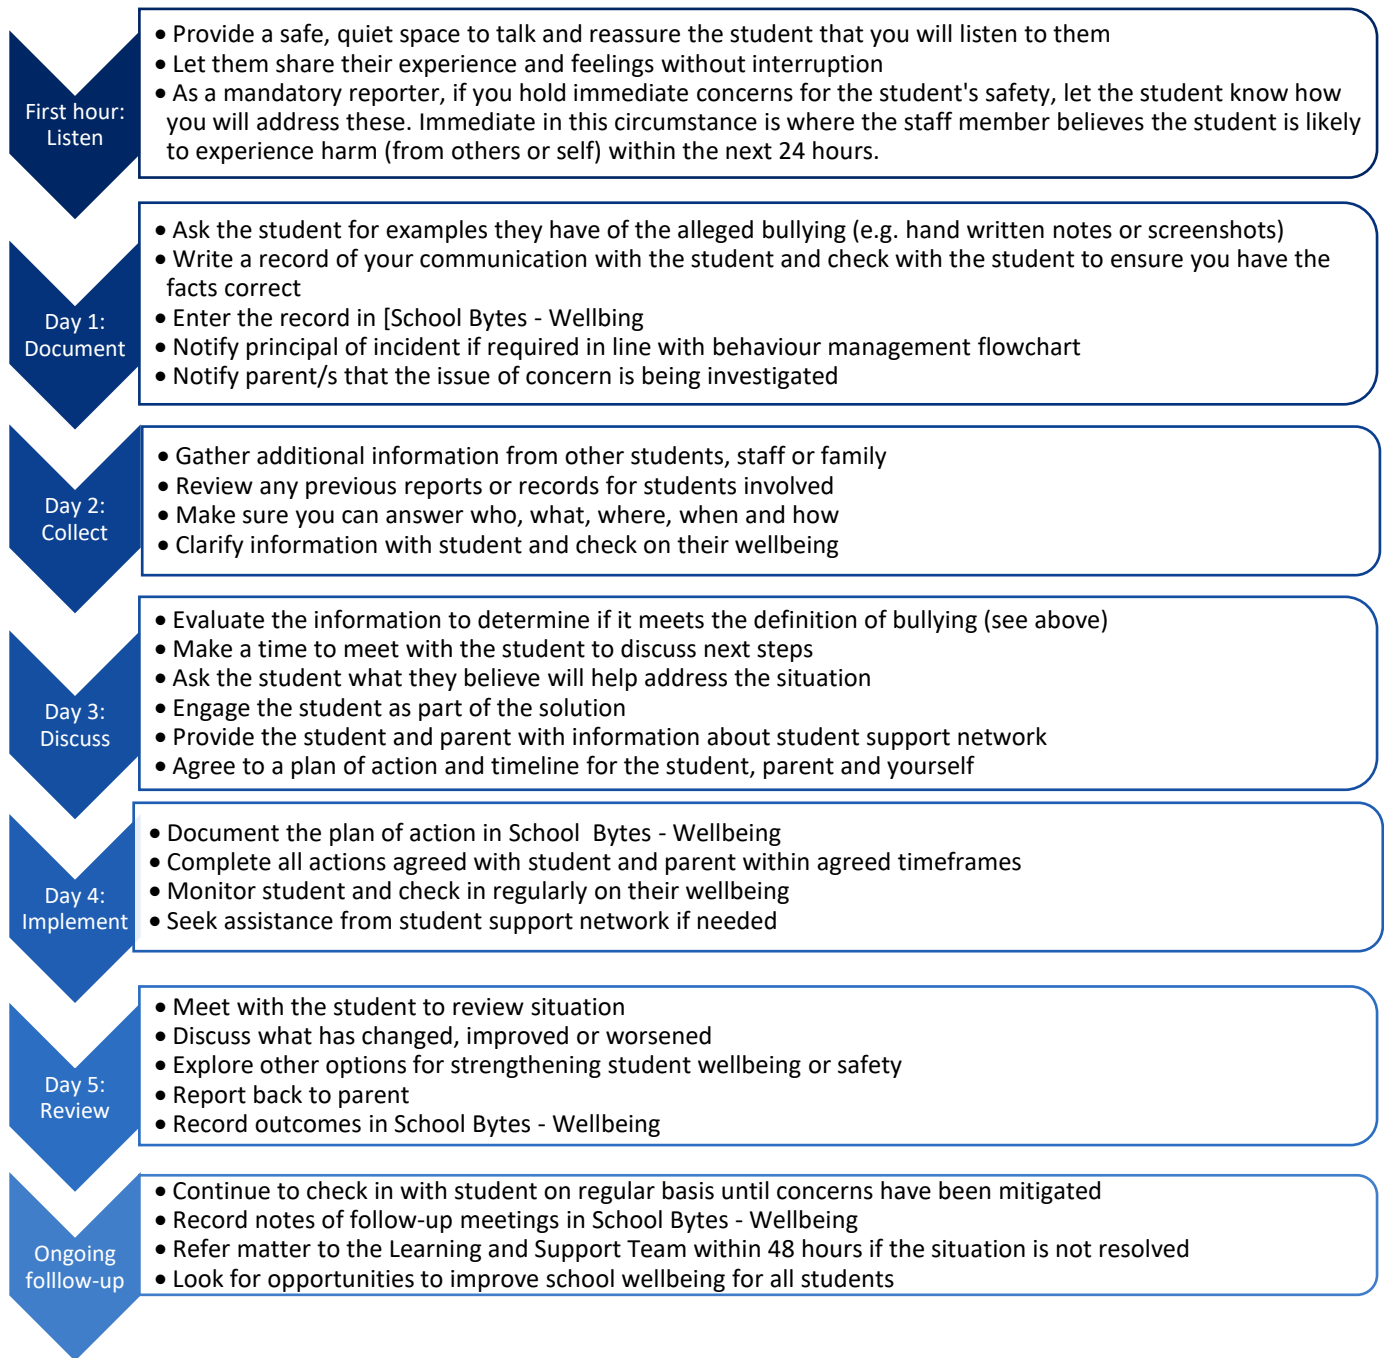 First hour:
Listen
• Provide a safe, quiet space to talk and reassure the student that you will listen to them
• Let them share their experience and feelings without interruption
• As a mandatory reporter, if you hold immediate concerns for the student's safety, let the student know how
you will address these. Immediate in this circumstance is where the staff member believes the student is likely
to experience harm (from others or self) within the next 24 hours.
Day 1:
Document
• Ask the student for examples they have of the alleged bullying (e.g. hand written notes or screenshots)
• Write a record of your communication with the student and check with the student to ensure you have the
facts correct
• Enter the record in [School Bytes - Wellbing
• Notify principal of incident if required in line with behaviour management flowchart
• Notify parent/s that the issue of concern is being investigated
Day 2:
Collect
• Gather additional information from other students, staff or family
• Review any previous reports or records for students involved
• Make sure you can answer who, what, where, when and how
• Clarify information with student and check on their wellbeing
Day 3:
Discuss
• Evaluate the information to determine if it meets the definition of bullying (see above)
• Make a time to meet with the student to discuss next steps
• Ask the student what they believe will help address the situation
• Engage the student as part of the solution
• Provide the student and parent with information about student support network
• Agree to a plan of action and timeline for the student, parent and yourself
Day 4:
Implement
• Document the plan of action in School  Bytes - Wellbeing
• Complete all actions agreed with student and parent within agreed timeframes
• Monitor student and check in regularly on their wellbeing
• Seek assistance from student support network if needed
Day 5:
Review
• Meet with the student to review situation
• Discuss what has changed, improved or worsened
• Explore other options for strengthening student wellbeing or safety
• Report back to parent
• Record outcomes in School Bytes - Wellbeing
Ongoing
folllow-up
• Continue to check in with student on regular basis until concerns have been mitigated
• Record notes of follow-up meetings in School Bytes - Wellbeing
• Refer matter to the Learning and Support Team within 48 hours if the situation is not resolved
• Look for opportunities to improve school wellbeing for all students